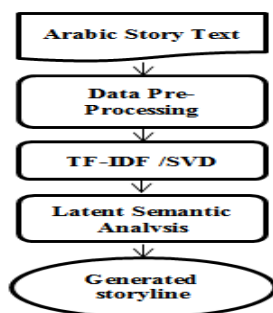 Arabic Story Text
Data Pre-
Processing
TF-IDF /SVD
Latent Semantic
Analysis
Generated
storyline